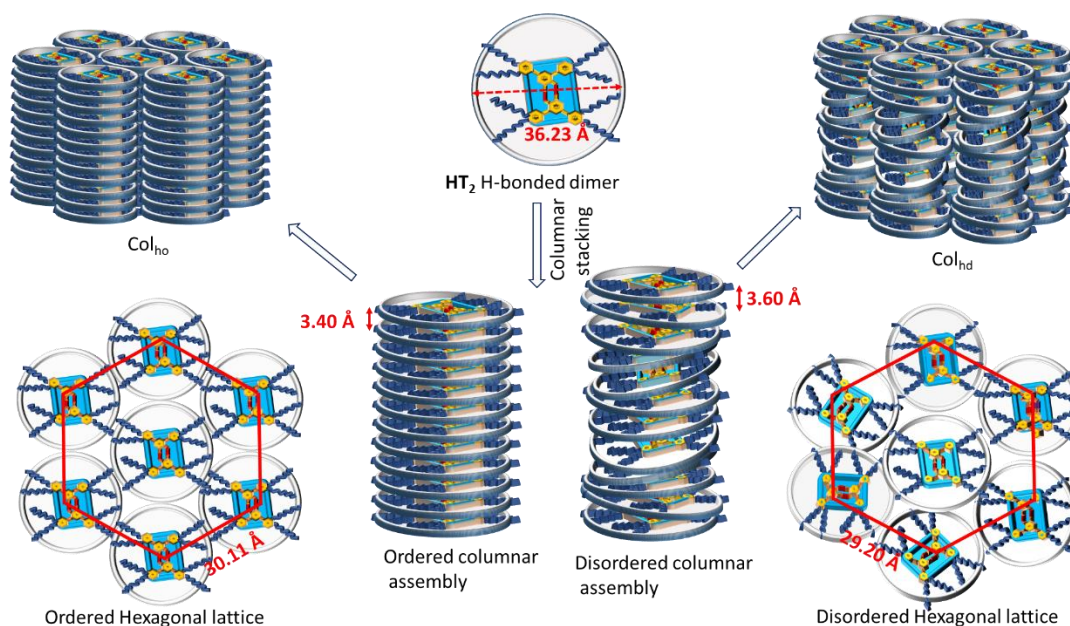 36.23 Å
HT₂ H-bonded dimer
Columnar
stacking
Colₕₒ
Col_hd
3.40 Å
3.60 Å
30.11 Å
29.20 Å
Ordered columnar
assembly
Disordered columnar
assembly
Ordered Hexagonal lattice
Disordered Hexagonal lattice